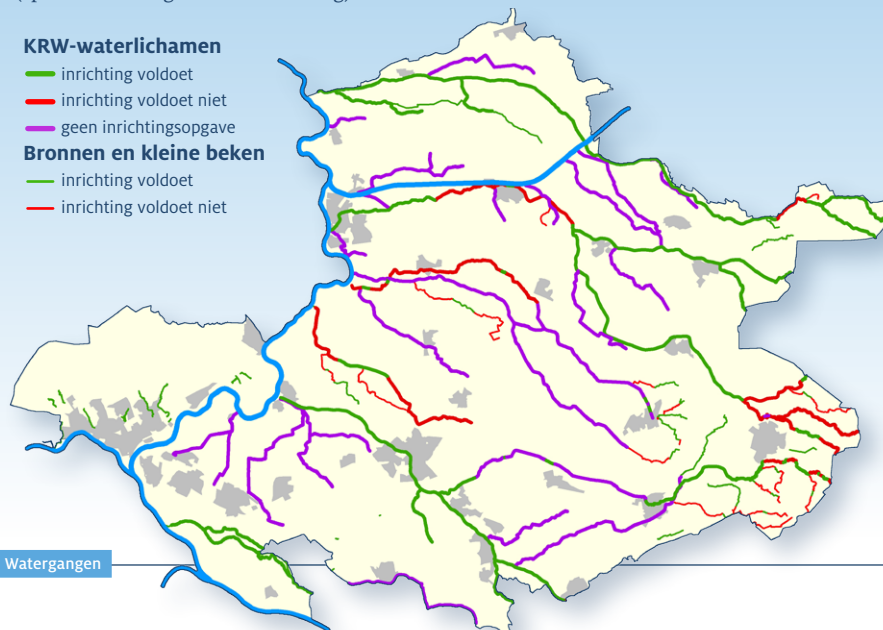 KRW-waterlichamen
inrichting voldoet
inrichting voldoet niet
geen inrichtingsopgave
Bronnen en kleine beken
inrichting voldoet
inrichting voldoet niet
Watergangen